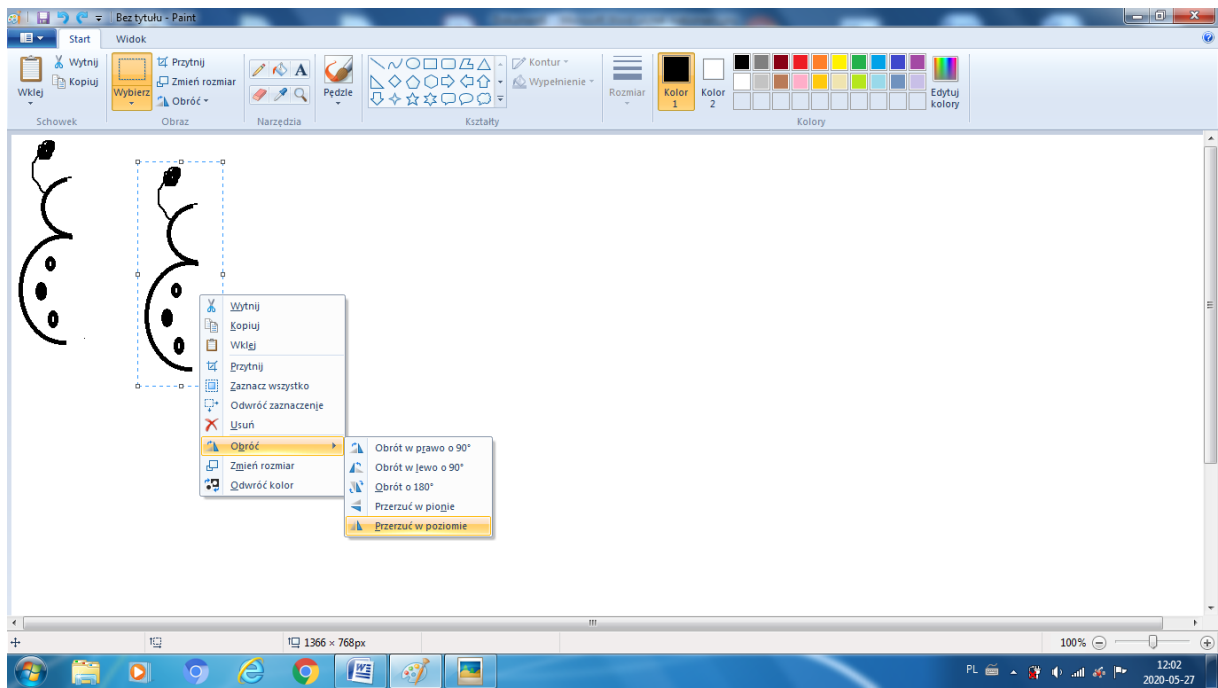 Bez tytułu - Paint
Start Widok
Wklej
Wytnij
Kopiuj
Schowek
Wybierz
Przytnij
Zmień rozmiar
Obróć
Obraz
A
Narzędzia
Pędzle
Kontur
Wypełnienie
Kształty
Rozmiar
Kolor 1
Kolor 2
Edytuj kolory
Kolory
Wytnij
Kopiuj
Wklej
Przytnij
Zaznacz wszystko
Odwróć zaznaczenie
Usuń
Obróć
Zmień rozmiar
Odwróć kolor
Obrót w prawo o 90°
Obrót w lewo o 90°
Obrót o 180°
Przerzuć w pionie
Przerzuć w poziomie
1366 × 768px
100%
PL
12:02
2020-05-27